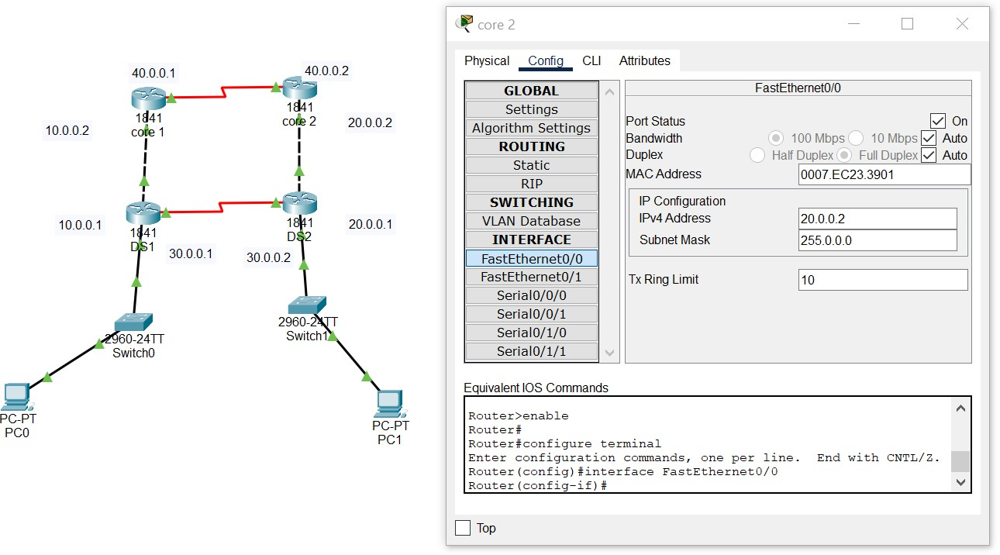 40.0.0.1
40.0.0.2
1841
core 1
1841
core 2
10.0.0.2
20.0.0.2
10.0.0.1
1841
DS1
1841
DS2
20.0.0.1
30.0.0.1
30.0.0.2
2960-24TT
Switch0
2960-24TT
Switch1
PC-PT
PC0
PC-PT
PC1
core 2
Physical Config CLI Attributes
GLOBAL
Settings
Algorithm Settings
ROUTING
Static
RIP
SWITCHING
VLAN Database
INTERFACE
FastEthernet0/0
FastEthernet0/1
Serial0/0/0
Serial0/0/1
Serial0/1/0
Serial0/1/1
FastEthernet0/0
Port Status On
Bandwidth 100 Mbps 10 Mbps Auto
Duplex Half Duplex Full Duplex Auto
MAC Address 0007.EC23.3901
IP Configuration
IPv4 Address 20.0.0.2
Subnet Mask 255.0.0.0
Tx Ring Limit 10
Equivalent IOS Commands
Router>enable
Router#
Router#configure terminal
Enter configuration commands, one per line. End with CNTL/Z.
Router(config)#interface FastEthernet0/0
Router(config-if)#
Top